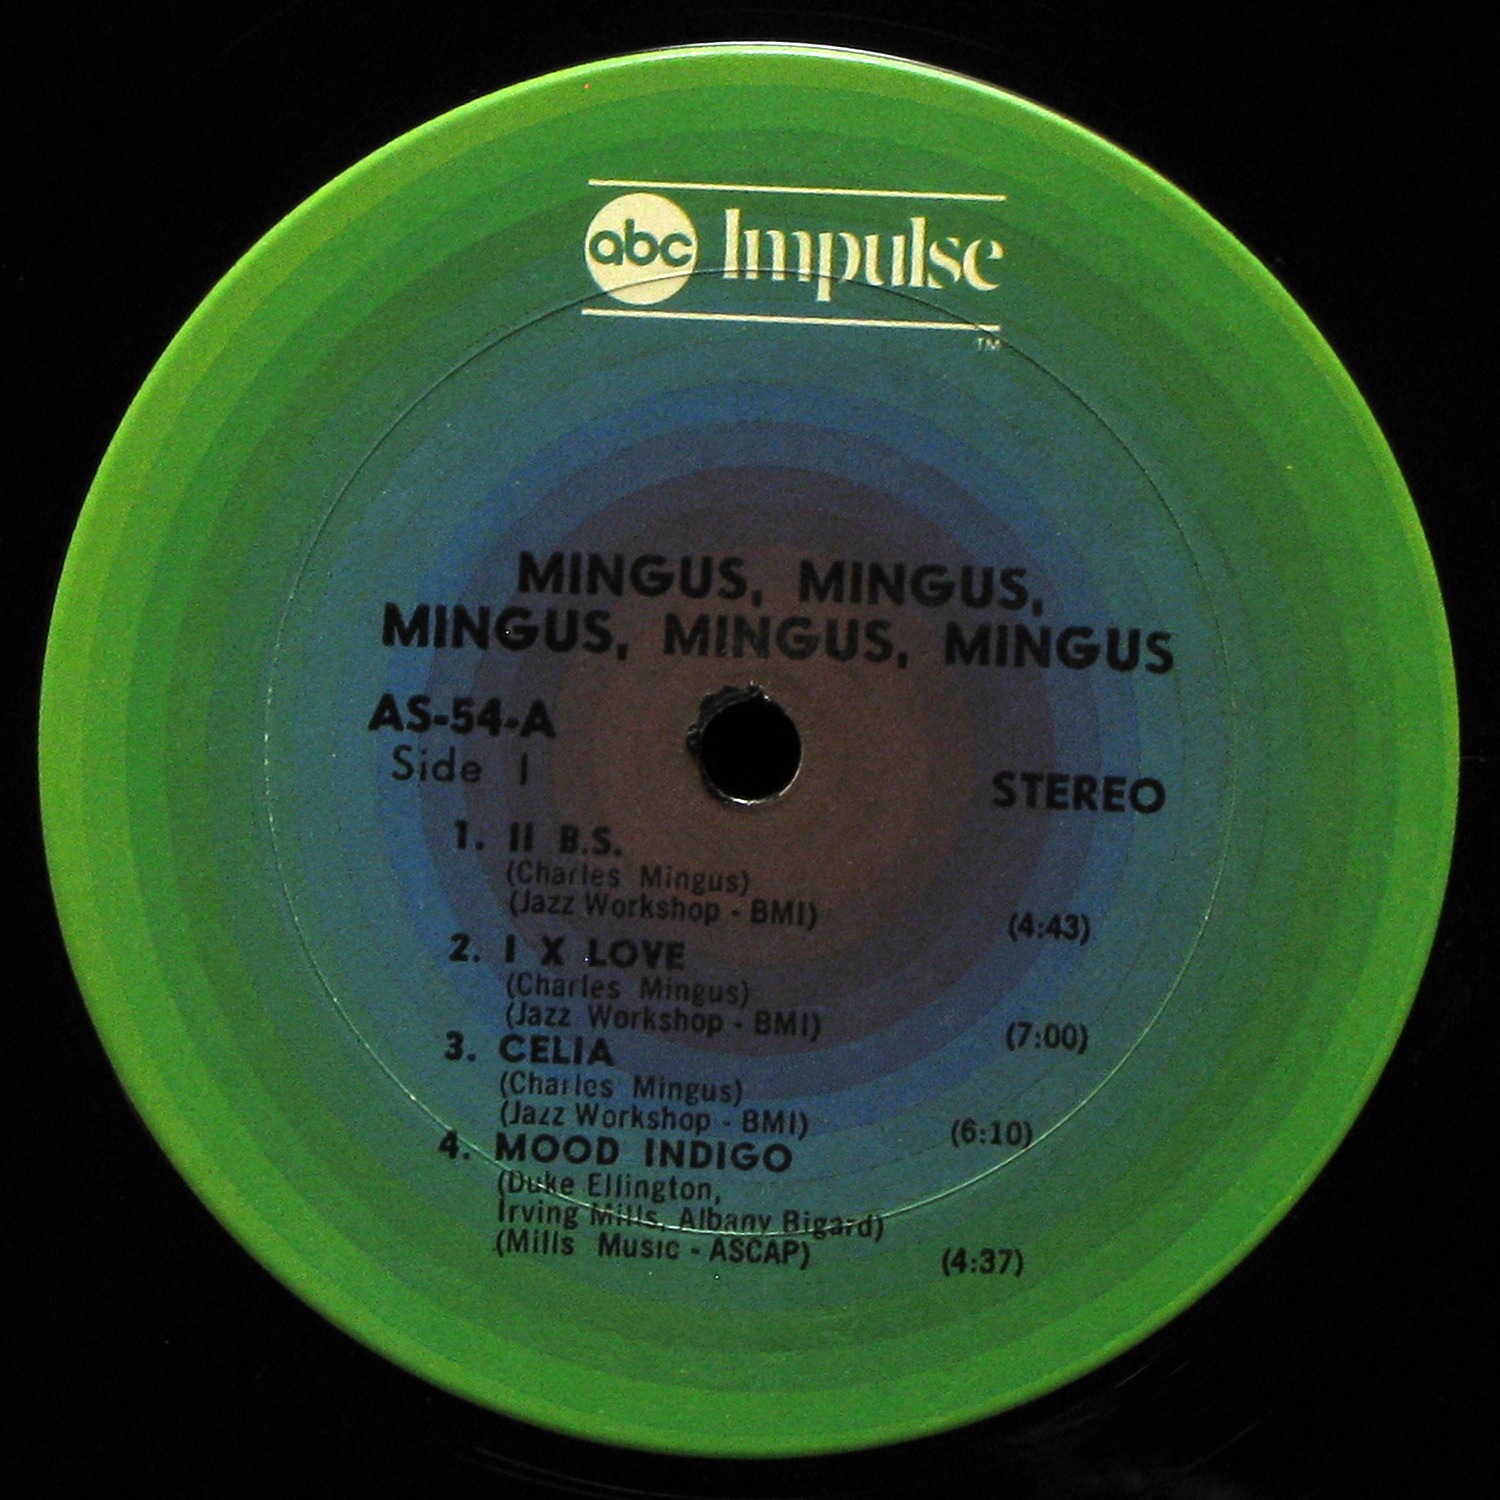 abc Impulse
TM
MINGUS, MINGUS,
MINGUS, MINGUS, MINGUS
AS-54-A
Side 1
STEREO
1. II B.S.
(Charles Mingus)
(Jazz Workshop - BMI) (4:43)
2. I X LOVE
(Charles Mingus)
(Jazz Workshop - BMI) (7:00)
3. CELIA
(Charles Mingus)
(Jazz Workshop - BMI) (6:10)
4. MOOD INDIGO
(Duke Ellington,
Irving Mills, Albany Bigard)
(Mills Music - ASCAP) (4:37)